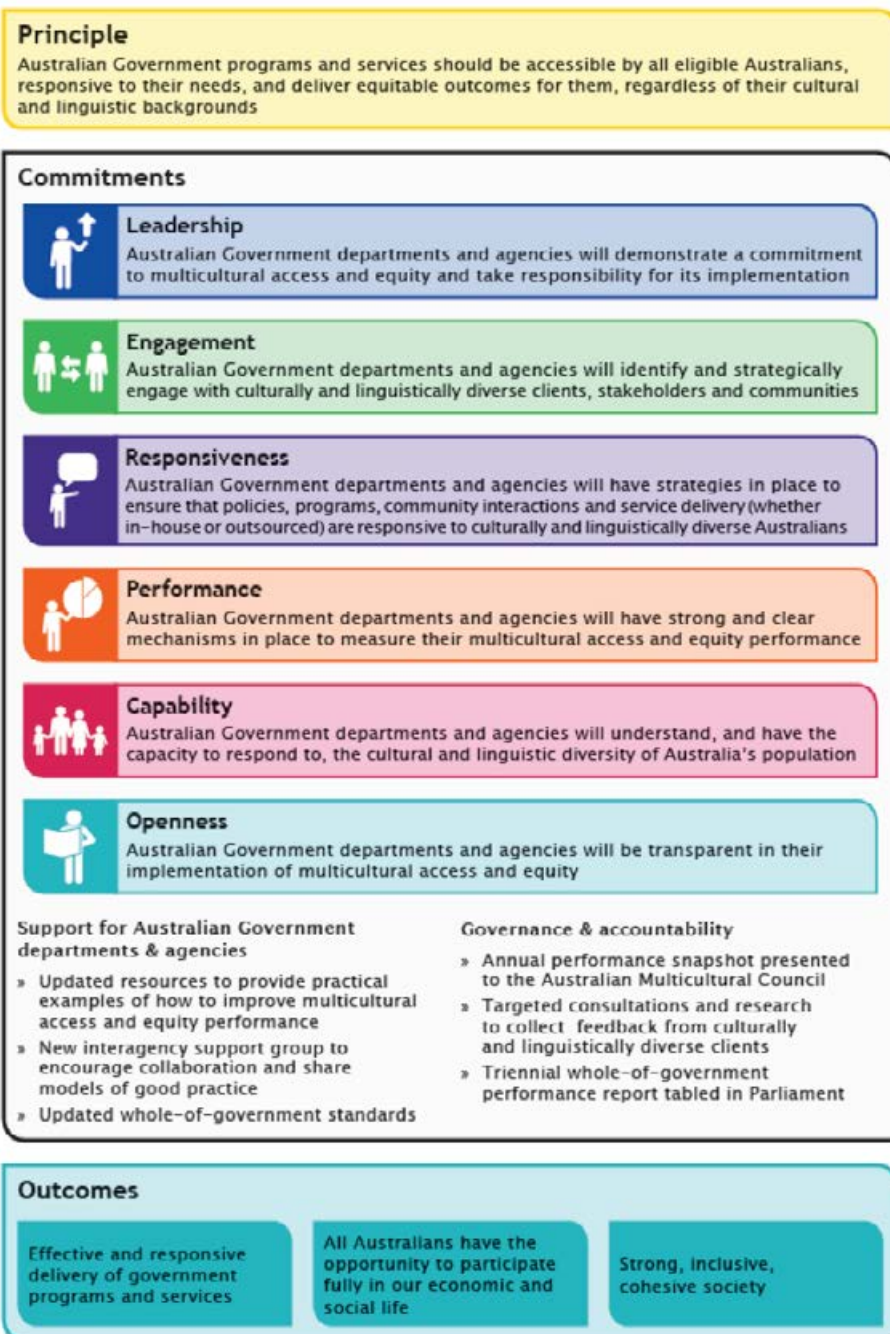 Principle
Australian Government programs and services should be accessible by all eligible Australians,
responsive to their needs, and deliver equitable outcomes for them, regardless of their cultural
and linguistic backgrounds
Commitments
Leadership
Australian Government departments and agencies will demonstrate a commitment
to multicultural access and equity and take responsibility for its implementation
Engagement
Australian Government departments and agencies will identify and strategically
engage with culturally and linguistically diverse clients, stakeholders and communities
Responsiveness
Australian Government departments and agencies will have strategies in place to
ensure that policies, programs, community interactions and service delivery (whether
in-house or outsourced) are responsive to culturally and linguistically diverse Australians
Performance
Australian Government departments and agencies will have strong and clear
mechanisms in place to measure their multicultural access and equity performance
Capability
Australian Government departments and agencies will understand, and have the
capacity to respond to, the cultural and linguistic diversity of Australia's population
Openness
Australian Government departments and agencies will be transparent in their
implementation of multicultural access and equity
Support for Australian Government
departments & agencies
» Updated resources to provide practical
examples of how to improve multicultural
access and equity performance
» New interagency support group to
encourage collaboration and share
models of good practice
» Updated whole-of-government standards
Governance & accountability
» Annual performance snapshot presented
to the Australian Multicultural Council
» Targeted consultations and research
to collect feedback from culturally
and linguistically diverse clients
» Triennial whole-of-government
performance report tabled in Parliament
Outcomes
Effective and responsive
delivery of government
programs and services
All Australians have the
opportunity to participate
fully in our economic and
social life
Strong, inclusive,
cohesive society